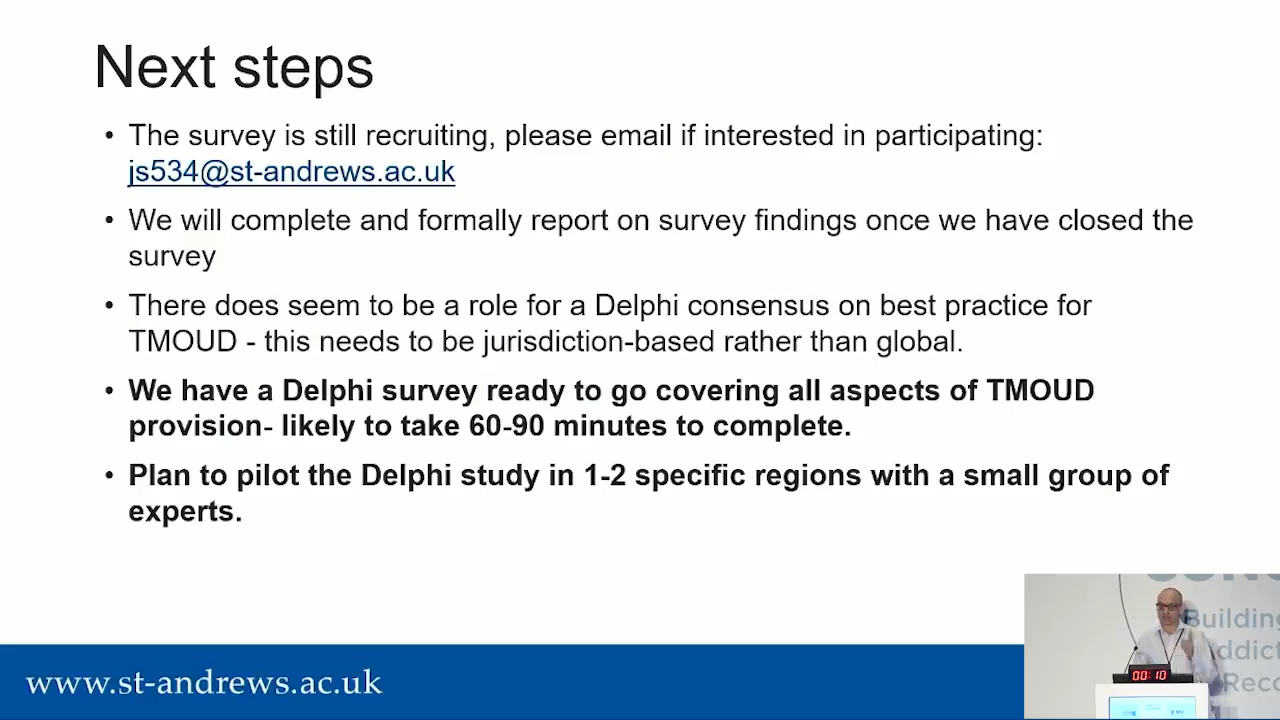 Next steps
• The survey is still recruiting, please email if interested in participating:
js534@st-andrews.ac.uk
• We will complete and formally report on survey findings once we have closed the
survey
• There does seem to be a role for a Delphi consensus on best practice for
TMOUD - this needs to be jurisdiction-based rather than global.
• We have a Delphi survey ready to go covering all aspects of TMOUD
provision- likely to take 60-90 minutes to complete.
• Plan to pilot the Delphi study in 1-2 specific regions with a small group of
experts.
www.st-andrews.ac.uk
Building
00:10